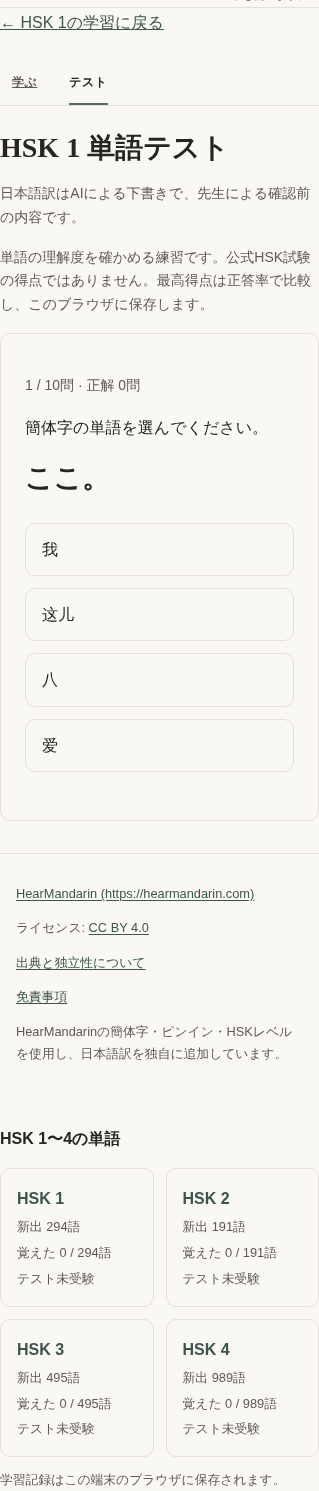 ← HSK 1の学習に戻る
学ぶ
テスト
HSK 1 単語テスト
日本語訳はAIによる下書きで、先生による確認前
の内容です。
単語の理解度を確かめる練習です。公式HSK試験
の得点ではありません。最高得点は正答率で比較
し、このブラウザに保存します。
1 / 10問 · 正解 0問
簡体字の単語を選んでください。
ここ。
我
这儿
八
爱
HearMandarin (https://hearmandarin.com)
ライセンス: CC BY 4.0
出典と独立性について
免責事項
HearMandarinの簡体字・ピンイン・HSKレベル
を使用し、日本語訳を独自に追加しています。
HSK 1〜4の単語
HSK 1
新出 294語
覚えた 0 / 294語
テスト未受験
HSK 2
新出 191語
覚えた 0 / 191語
テスト未受験
HSK 3
新出 495語
覚えた 0 / 495語
テスト未受験
HSK 4
新出 989語
覚えた 0 / 989語
テスト未受験
学習記録はこの端末のブラウザに保存されます。